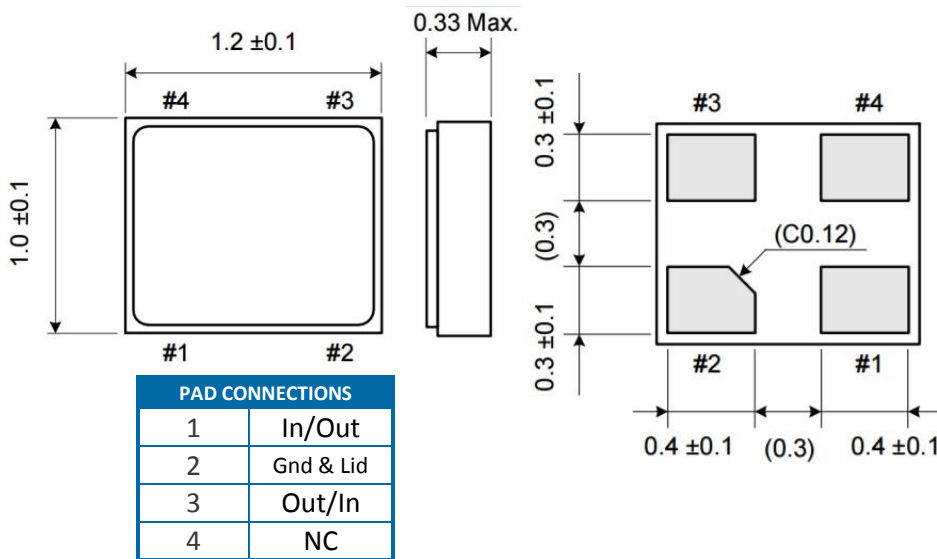 1.2 ±0.1
#4 #3
1.0 ±0.1
#1 #2
0.33 Max.
#3 #4
0.3 ±0.1
(0.3)
(C0.12)
0.3 ±0.1
#2 #1
0.4 ±0.1 (0.3) 0.4 ±0.1
PAD CONNECTIONS
1 In/Out
2 Gnd & Lid
3 Out/In
4 NC